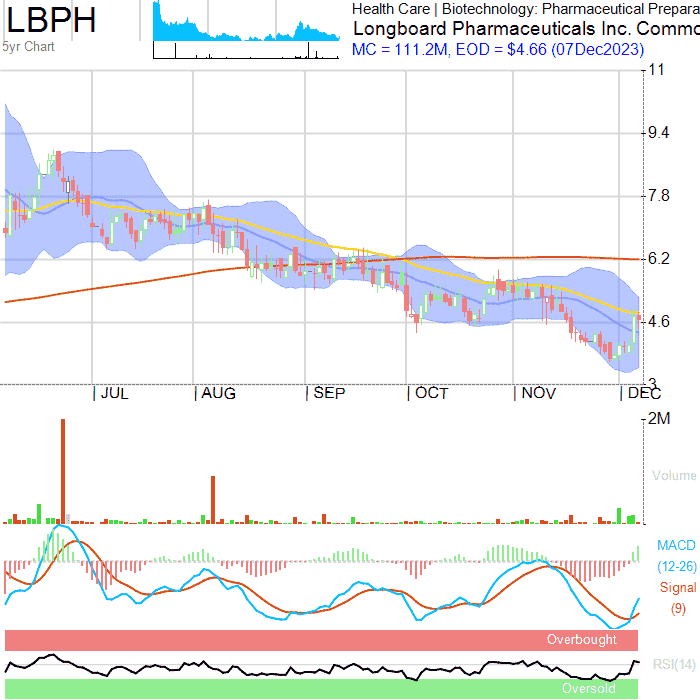 LBPH
5yr Chart
Health Care | Biotechnology: Pharmaceutical Prepara
Longboard Pharmaceuticals Inc. Commo
MC = 111.2M, EOD = $4.66 (07Dec2023)
11
9.4
7.8
6.2
4.6
3
JUL AUG SEP OCT NOV DEC
2M
Volume
MACD
(12-26)
Signal
(9)
Overbought
RSI(14)
Oversold